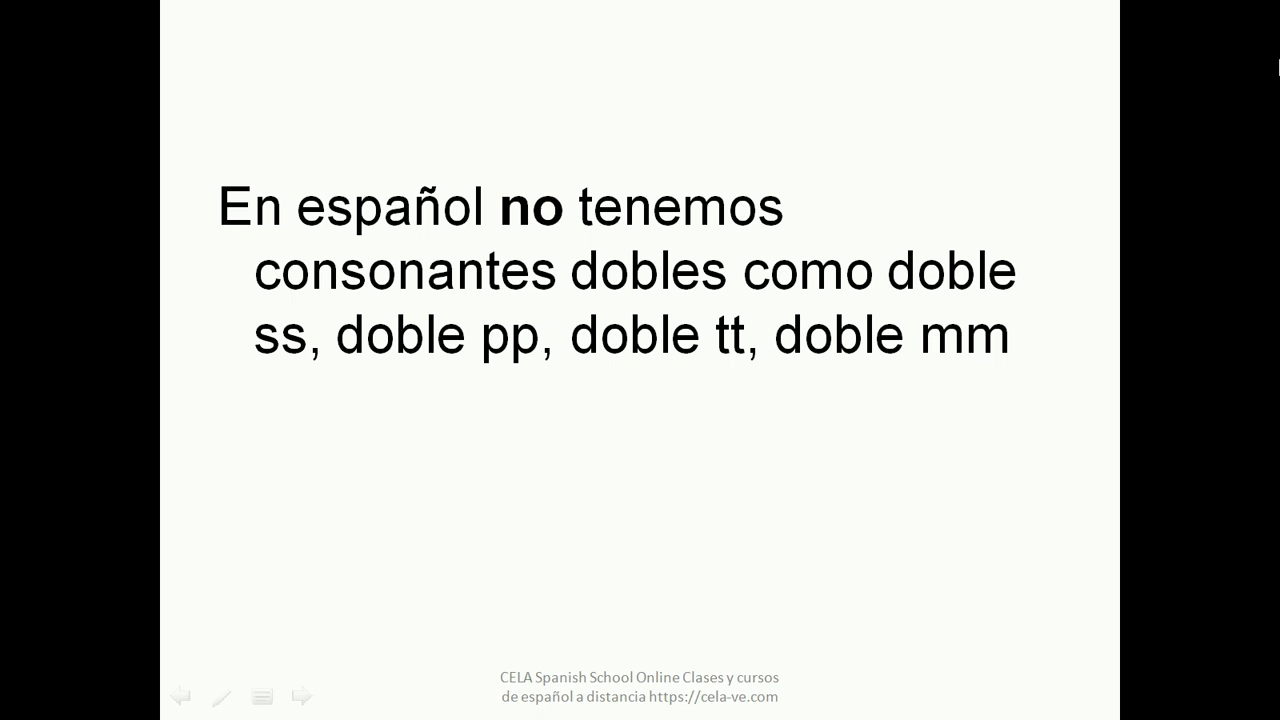 En español no tenemos
consonantes dobles como doble
ss, doble pp, doble tt, doble mm
CELA Spanish School Online Clases y cursos
de español a distancia https://cela-ve.com